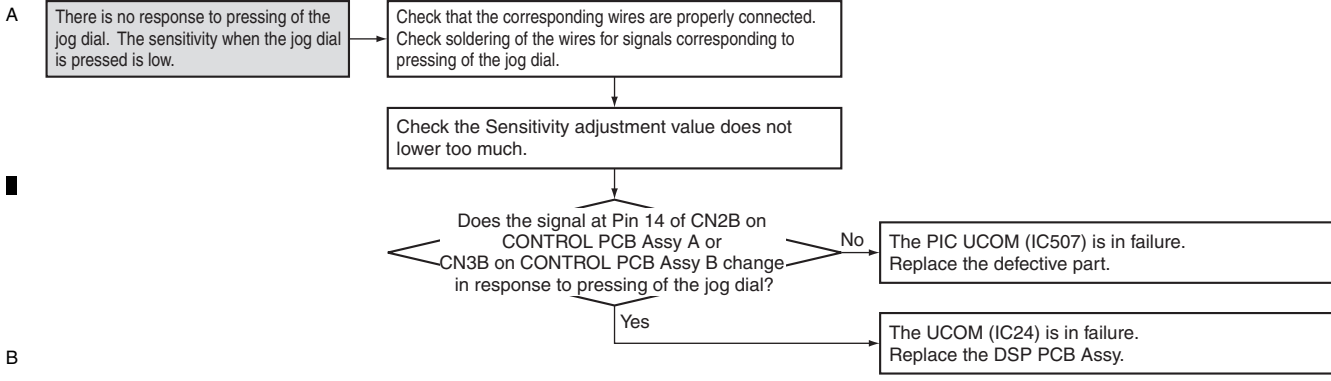 A
There is no response to pressing of the
jog dial.  The sensitivity when the jog dial
is pressed is low.
Check that the corresponding wires are properly connected.
Check soldering of the wires for signals corresponding to
pressing of the jog dial.
Check the Sensitivity adjustment value does not
lower too much.
Does the signal at Pin 14 of CN2B on
CONTROL PCB Assy A or
CN3B on CONTROL PCB Assy B change
in response to pressing of the jog dial?
No
The PIC UCOM (IC507) is in failure.
Replace the defective part.
Yes
The UCOM (IC24) is in failure.
Replace the DSP PCB Assy.
B